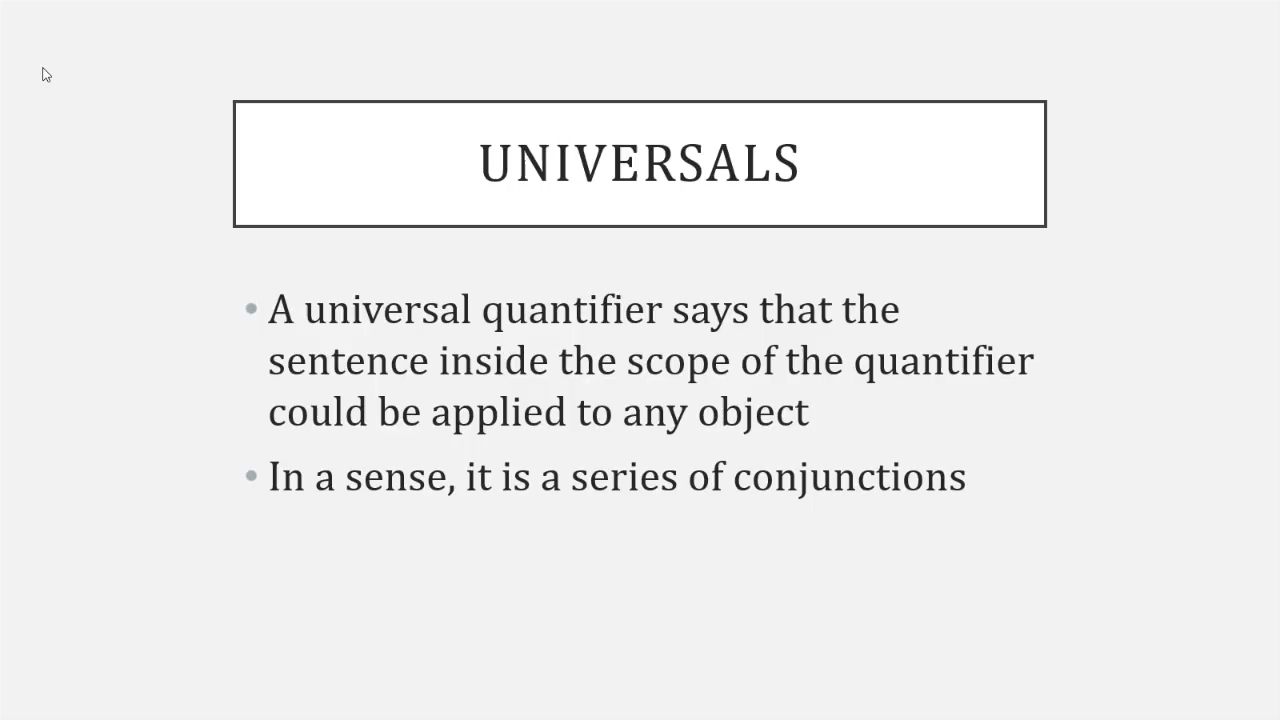 UNIVERSALS
• A universal quantifier says that the
sentence inside the scope of the quantifier
could be applied to any object
• In a sense, it is a series of conjunctions